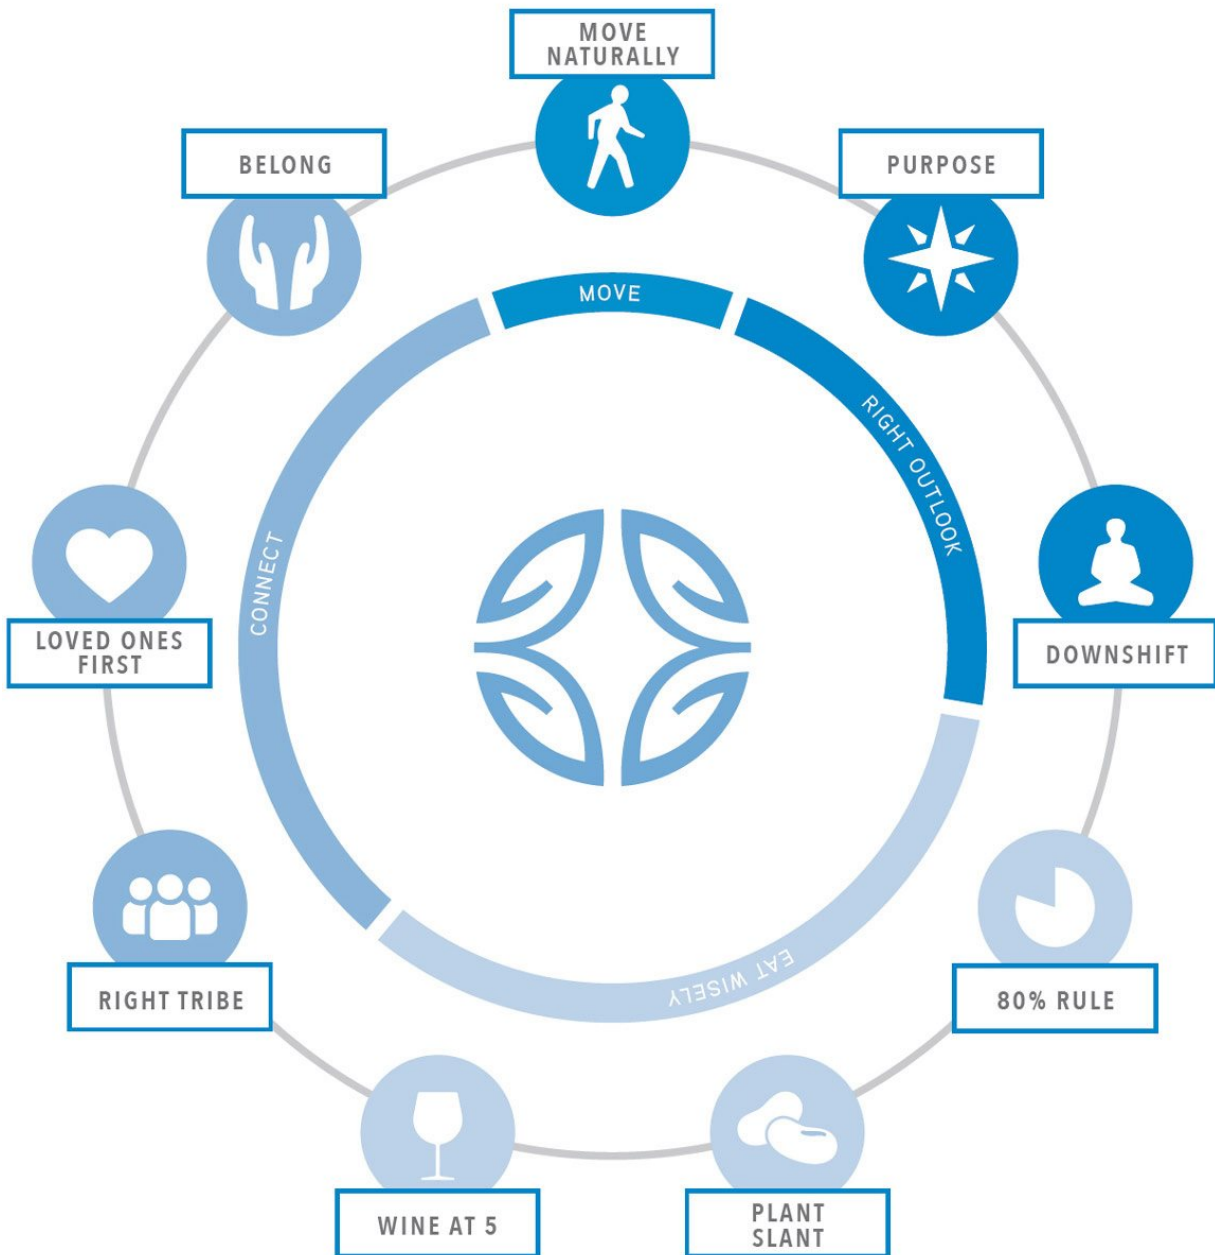 MOVE
NATURALLY
PURPOSE
DOWNSHIFT
80% RULE
PLANT
SLANT
WINE AT 5
RIGHT TRIBE
LOVED ONES
FIRST
BELONG
MOVE
RIGHT OUTLOOK
EAT WISELY
CONNECT